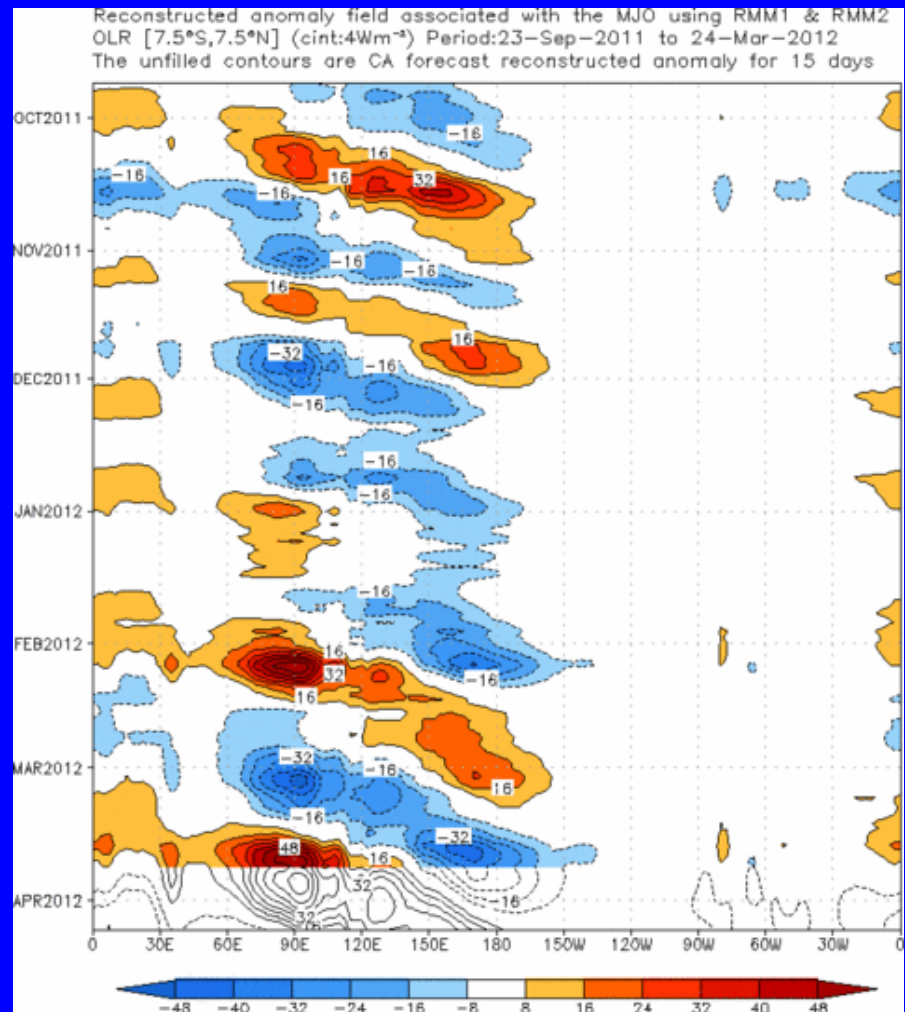 Reconstructed anomaly field associated with the MJO using RMM1 & RMM2
OLR [7.5°S,7.5°N] (cint:4Wm⁻²) Period:23-Sep-2011 to 24-Mar-2012
The unfilled contours are CA forecast reconstructed anomaly for 15 days
OCT2011
-16
16
16
32
-16
-16
NOV2011
-16
-16
16
16
-32
-16
DEC2011
-16
-16
-16
JAN2012
-16
FEB2012
16
32
-16
16
-32
MAR2012
-16
16
-16
-32
48
16
32
-16
APR2012
32
0 30E 60E 90E 120E 150E 180 150W 120W 90W 60W 30W 0
-48 -40 -32 -24 -16 -8 8 16 24 32 40 48